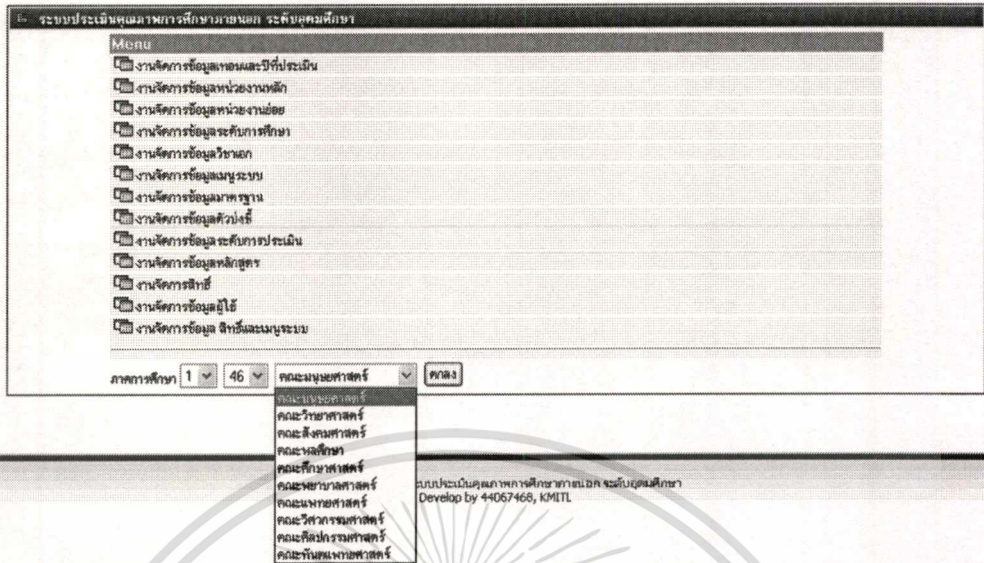 ระบบประเมินคุณภาพการศึกษาภายนอก ระดับอุดมศึกษา
Menu
งานจัดการข้อมูลเทอมและปีที่ประเมิน
งานจัดการข้อมูลหน่วยงานหลัก
งานจัดการข้อมูลหน่วยงานย่อย
งานจัดการข้อมูลระดับการศึกษา
งานจัดการข้อมูลวิชาเอก
งานจัดการข้อมูลเมนูระบบ
งานจัดการข้อมูลมาตรฐาน
งานจัดการข้อมูลตัวบ่งชี้
งานจัดการข้อมูลระดับการประเมิน
งานจัดการข้อมูลหลักสูตร
งานจัดการสิทธิ์
งานจัดการข้อมูลผู้ใช้
งานจัดการข้อมูล สิทธิ์และเมนูระบบ
ภาคการศึกษา 1 46 คณะมนุษยศาสตร์ ตกลง
คณะมนุษยศาสตร์
คณะวิทยาศาสตร์
คณะสังคมศาสตร์
คณะพลศึกษา
คณะศึกษาศาสตร์
คณะพยาบาลศาสตร์
คณะแพทยศาสตร์
คณะวิศวกรรมศาสตร์
คณะศิลปกรรมศาสตร์
คณะทันตแพทยศาสตร์
ระบบประเมินคุณภาพการศึกษาภายนอก ระดับอุดมศึกษา
Develop by 44067468, KMITL